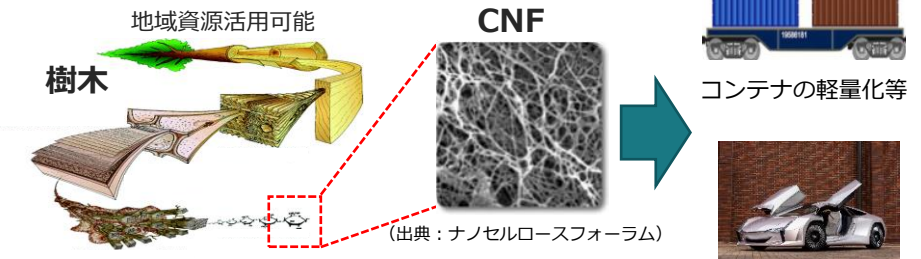 地域資源活用可能
樹木
CNF
(出典：ナノセルロースフォーラム)
19586181
コンテナの軽量化等